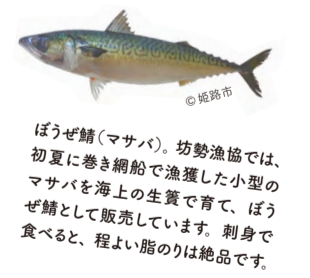 © 姫路市
ぼうぜ鯖(マサバ)。坊勢漁協では、
初夏に巻き網船で漁獲した小型の
マサバを海上の生簀で育て、ぼう
ぜ鯖として販売しています。刺身で
食べると、程よい脂のりは絶品です。